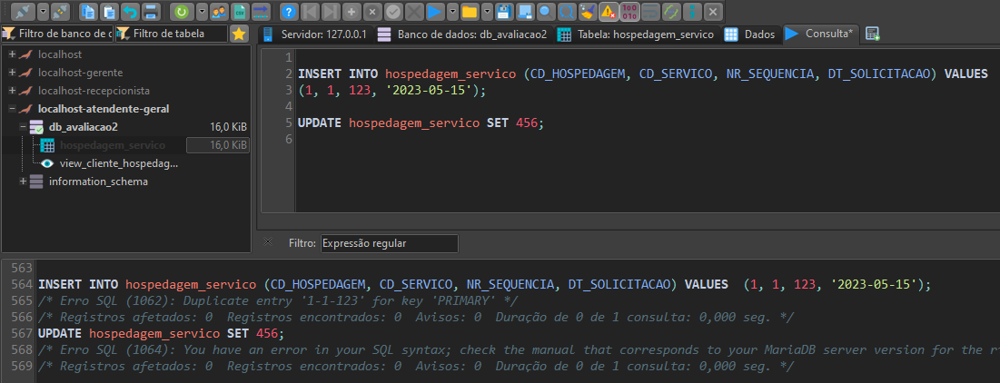 Filtro de banco de d
Filtro de tabela
Servidor: 127.0.0.1
Banco de dados: db_avaliacao2
Tabela: hospedagem_servico
Dados
Consulta*
localhost
localhost-gerente
localhost-recepcionista
localhost-atendente-geral
db_avaliacao2 16,0 KiB
hospedagem_servico 16,0 KiB
view_cliente_hospedag...
information_schema
1
2 INSERT INTO hospedagem_servico (CD_HOSPEDAGEM, CD_SERVICO, NR_SEQUENCIA, DT_SOLICITACAO) VALUES
3 (1, 1, 123, '2023-05-15');
4
5 UPDATE hospedagem_servico SET 456;
6
Filtro: Expressão regular
563
564 INSERT INTO hospedagem_servico (CD_HOSPEDAGEM, CD_SERVICO, NR_SEQUENCIA, DT_SOLICITACAO) VALUES  (1, 1, 123, '2023-05-15');
565 /* Erro SQL (1062): Duplicate entry '1-1-123' for key 'PRIMARY' */
566 /* Registros afetados: 0  Registros encontrados: 0  Avisos: 0  Duração de 0 de 1 consulta: 0,000 seg. */
567 UPDATE hospedagem_servico SET 456;
568 /* Erro SQL (1064): You have an error in your SQL syntax; check the manual that corresponds to your MariaDB server version for the r
569 /* Registros afetados: 0  Registros encontrados: 0  Avisos: 0  Duração de 0 de 1 consulta: 0,000 seg. */